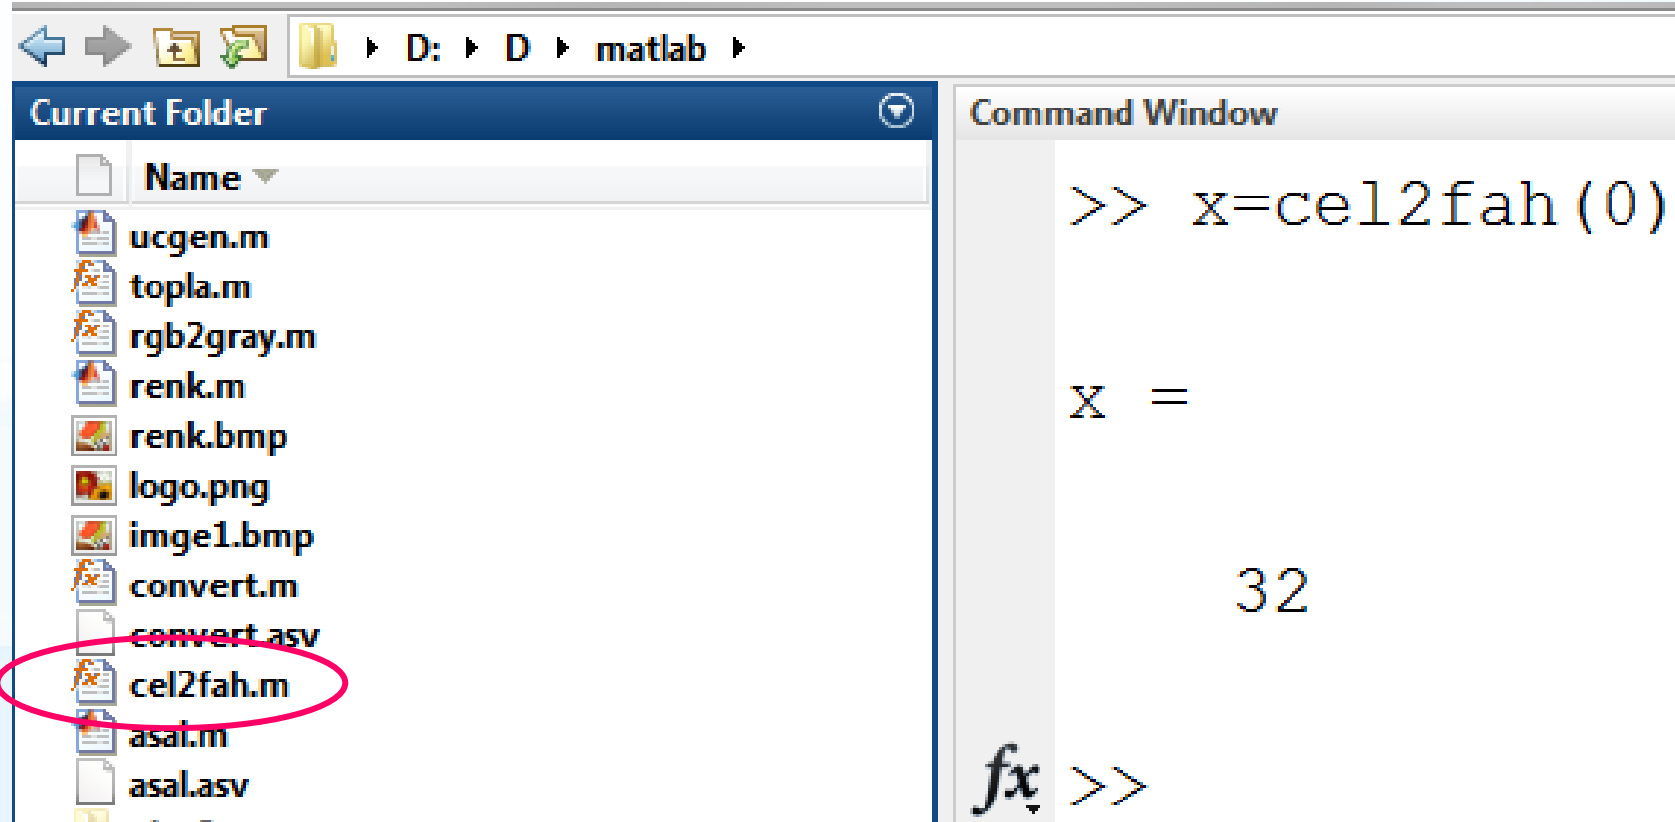 D: D matlab
Current Folder
Name
ucgen.m
topla.m
rgb2gray.m
renk.m
renk.bmp
logo.png
imge1.bmp
convert.m
convert.asv
cel2fah.m
asal.m
asal.asv
Command Window
>> x=cel2fah(0)
x =
32
fx >>